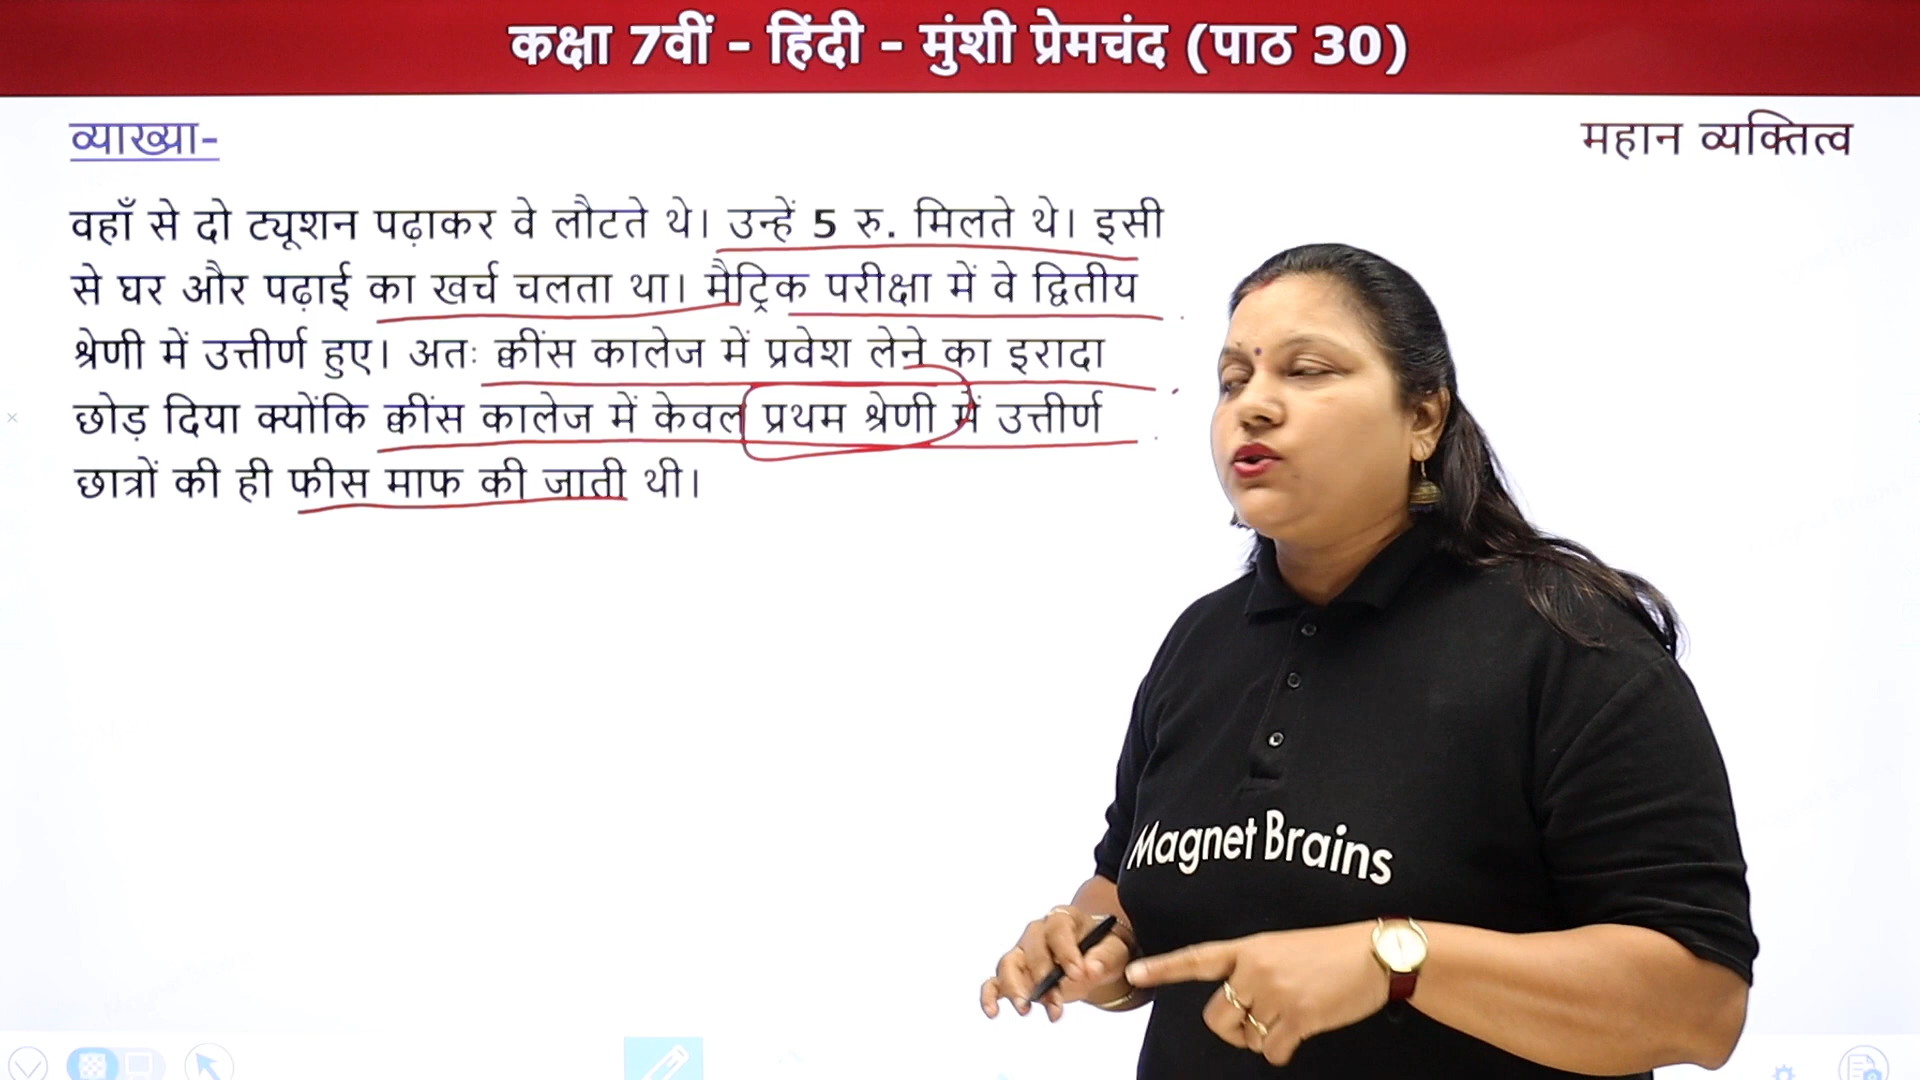 कक्षा 7वीं - हिंदी - मुंशी प्रेमचंद (पाठ 30)
व्याख्या-
महान व्यक्तित्व
वहाँ से दो ट्यूशन पढ़ाकर वे लौटते थे। उन्हें 5 रु. मिलते थे। इसी
से घर और पढ़ाई का खर्च चलता था। मैट्रिक परीक्षा में वे द्वितीय
श्रेणी में उत्तीर्ण हुए। अतः क्वींस कालेज में प्रवेश लेने का इरादा
छोड़ दिया क्योंकि क्वींस कालेज में केवल प्रथम श्रेणी में उत्तीर्ण
छात्रों की ही फीस माफ की जाती थी।
Magnet Brains